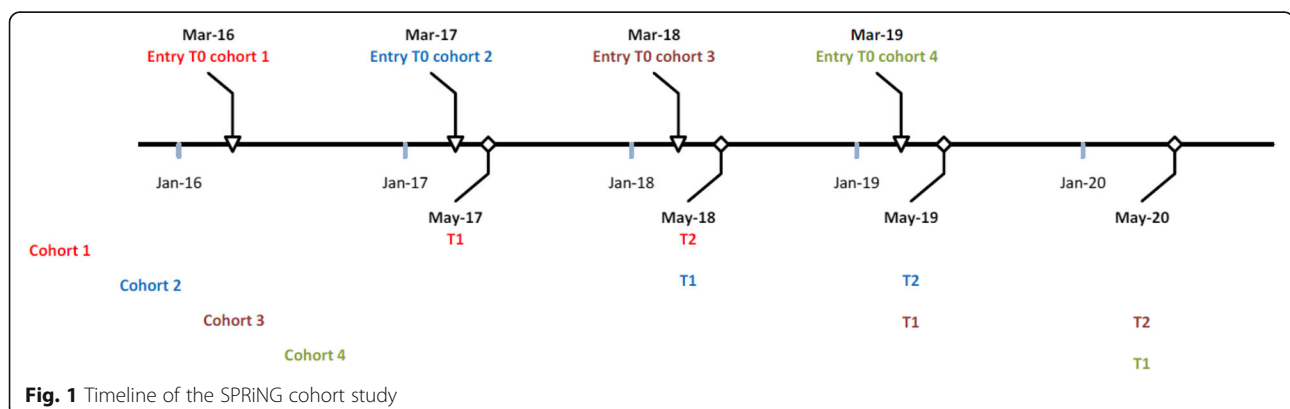 Mar-16 Mar-17 Mar-18 Mar-19
Entry T0 cohort 1 Entry T0 cohort 2 Entry T0 cohort 3 Entry T0 cohort 4
Jan-16 Jan-17 Jan-18 Jan-19 Jan-20
May-17 May-18 May-19 May-20
T1 T2
Cohort 1
Cohort 2 T1 T2
Cohort 3 T1 T2
Cohort 4 T1
Fig. 1 Timeline of the SPRiNG cohort study